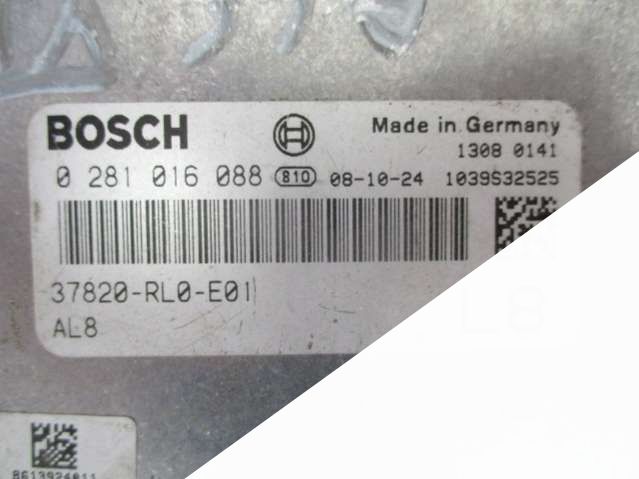 BOSCH
Made in Germany
1308 0141
0 281 016 088 810 08-10-24 1039S32525
37820-RL0-E01
AL8
8613924811